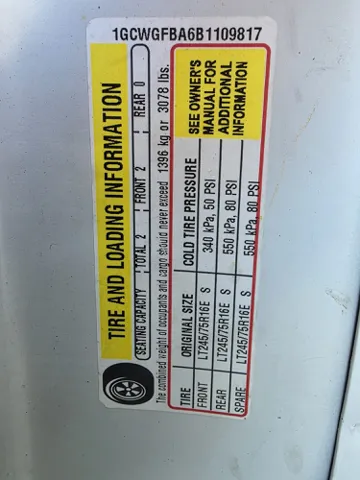 1GCWGFBA6B1109817
TIRE AND LOADING INFORMATION
SEATING CAPACITY TOTAL 2 FRONT 2 REAR 0
The combined weight of occupants and cargo should never exceed 1396 kg or 3078 lbs.
TIRE ORIGINAL SIZE COLD TIRE PRESSURE
FRONT LT245/75R16E S 340 kPa, 50 PSI
REAR LT245/75R16E S 550 kPa, 80 PSI
SPARE LT245/75R16E S 550 kPa, 80 PSI
SEE OWNER'S
MANUAL FOR
ADDITIONAL
INFORMATION